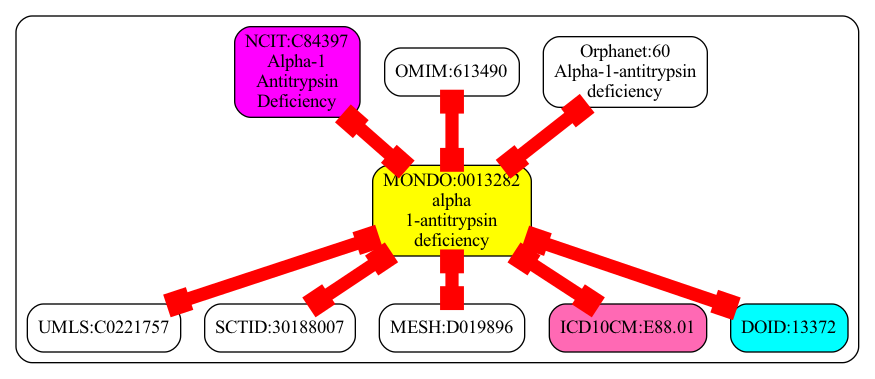 NCIT:C84397
Alpha-1
Antitrypsin
Deficiency
OMIM:613490
Orphanet:60
Alpha-1-antitrypsin
deficiency
MONDO:0013282
alpha
1-antitrypsin
deficiency
UMLS:C0221757
SCTID:30188007
MESH:D019896
ICD10CM:E88.01
DOID:13372